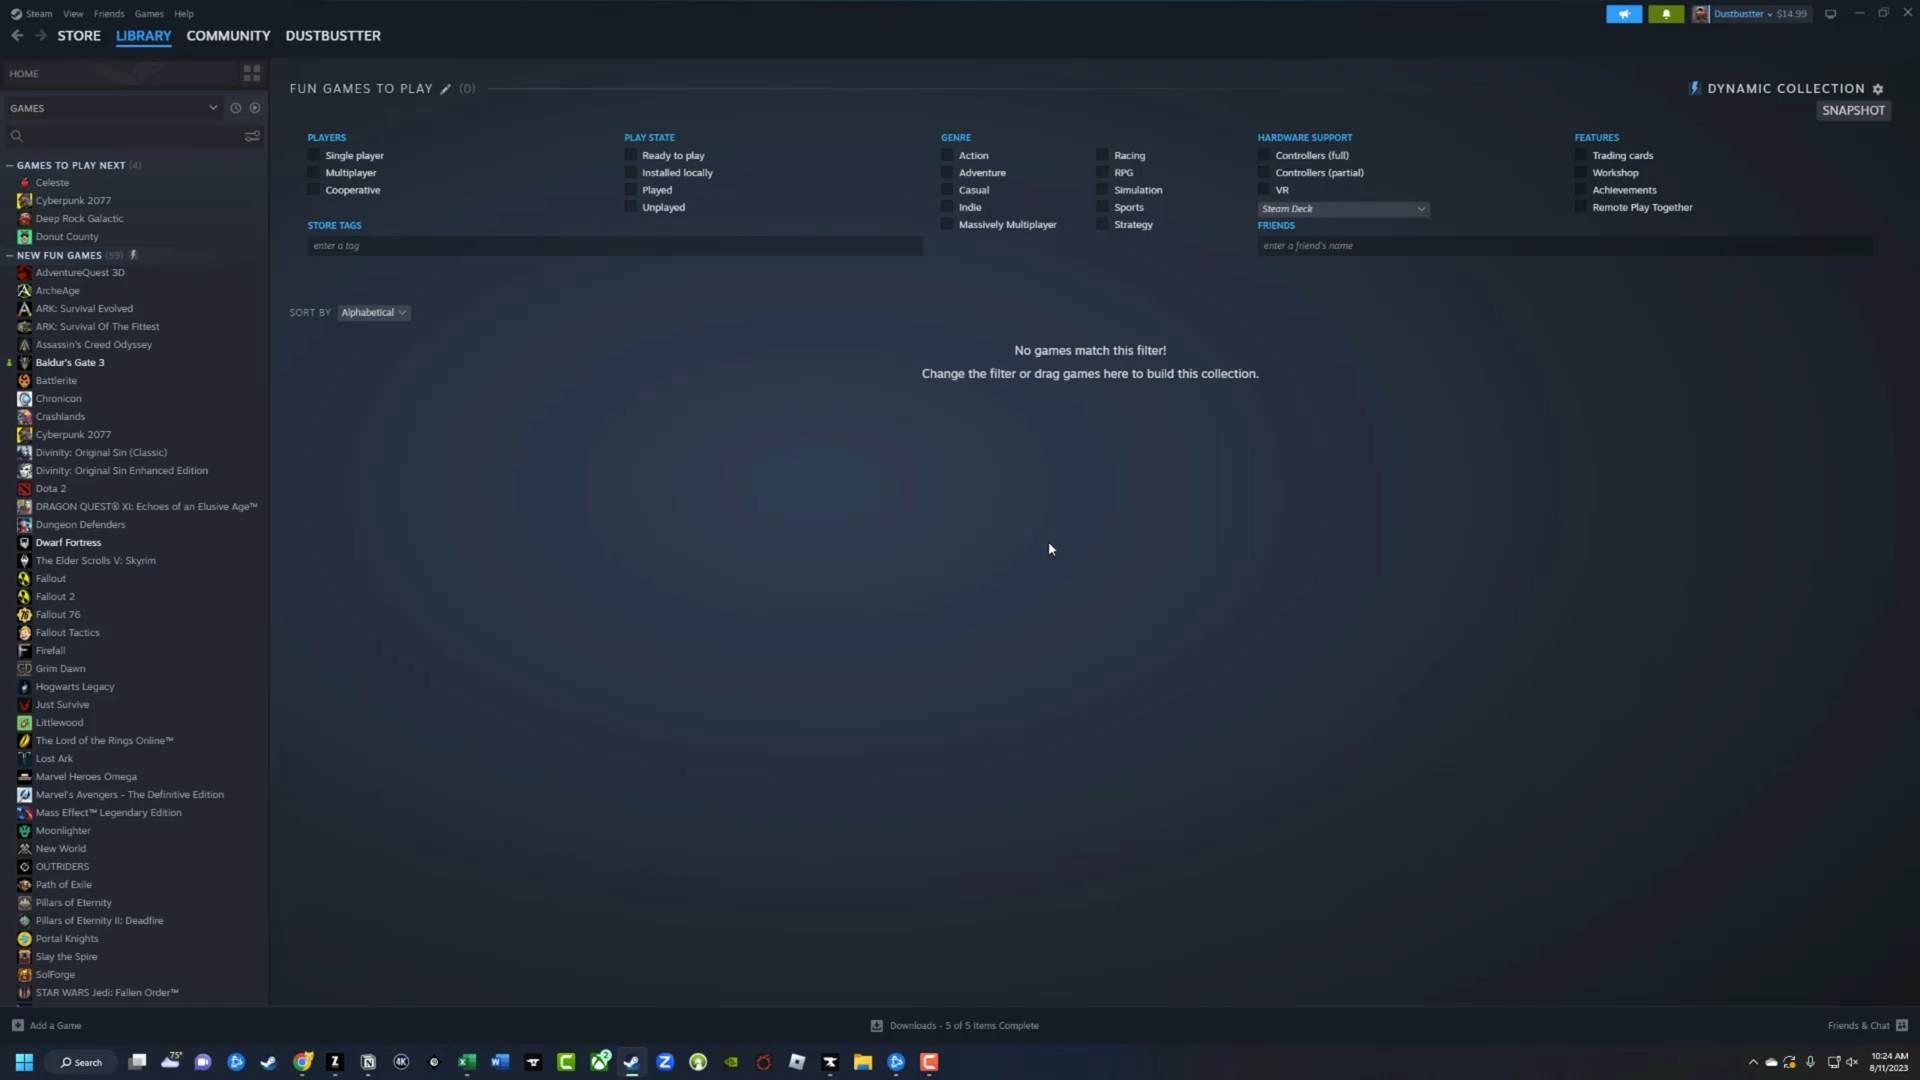 Steam View Friends Games Help
Dustbustter $14.99
STORE LIBRARY COMMUNITY DUSTBUSTTER
HOME
GAMES
GAMES TO PLAY NEXT (4)
Celeste
Cyberpunk 2077
Deep Rock Galactic
Donut County
NEW FUN GAMES (59)
AdventureQuest 3D
ArcheAge
ARK: Survival Evolved
ARK: Survival Of The Fittest
Assassin's Creed Odyssey
Baldur's Gate 3
Battlerite
Chronicon
Crashlands
Cyberpunk 2077
Divinity: Original Sin (Classic)
Divinity: Original Sin Enhanced Edition
Dota 2
DRAGON QUEST® XI: Echoes of an Elusive Age™
Dungeon Defenders
Dwarf Fortress
The Elder Scrolls V: Skyrim
Fallout
Fallout 2
Fallout 76
Fallout Tactics
Firefall
Grim Dawn
Hogwarts Legacy
Just Survive
Littlewood
The Lord of the Rings Online™
Lost Ark
Marvel Heroes Omega
Marvel's Avengers - The Definitive Edition
Mass Effect™ Legendary Edition
Moonlighter
New World
OUTRIDERS
Path of Exile
Pillars of Eternity
Pillars of Eternity II: Deadfire
Portal Knights
Slay the Spire
SolForge
STAR WARS Jedi: Fallen Order™
FUN GAMES TO PLAY (0)
DYNAMIC COLLECTION
SNAPSHOT
PLAYERS
Single player
Multiplayer
Cooperative
PLAY STATE
Ready to play
Installed locally
Played
Unplayed
GENRE
Action
Adventure
Casual
Indie
Massively Multiplayer
Racing
RPG
Simulation
Sports
Strategy
HARDWARE SUPPORT
Controllers (full)
Controllers (partial)
VR
Steam Deck
FEATURES
Trading cards
Workshop
Achievements
Remote Play Together
STORE TAGS
enter a tag
FRIENDS
enter a friend's name
SORT BY Alphabetical
No games match this filter!
Change the filter or drag games here to build this collection.
Add a Game
Downloads - 5 of 5 Items Complete
Friends & Chat
Search
75°
4K
2
10:24 AM
8/11/2023